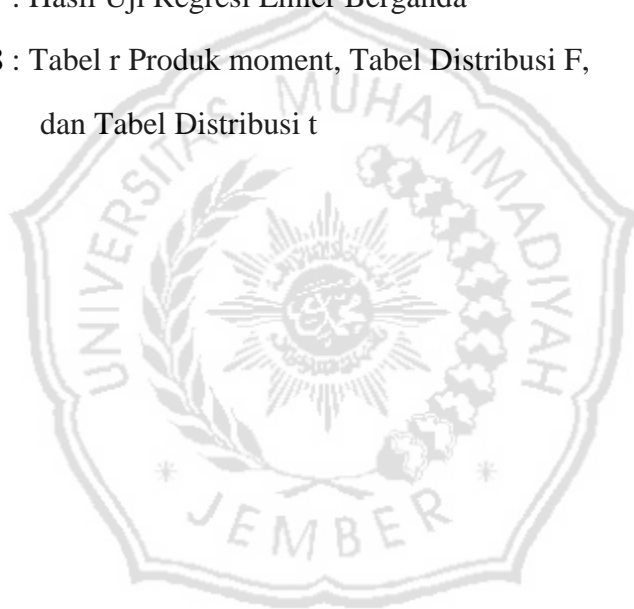 : Hasil Uji Regresi Linier Berganda
8 : Tabel r Produk moment, Tabel Distribusi F,
dan Tabel Distribusi t
UNIVERSITAS MUHAMMADIYAH
JEMBER